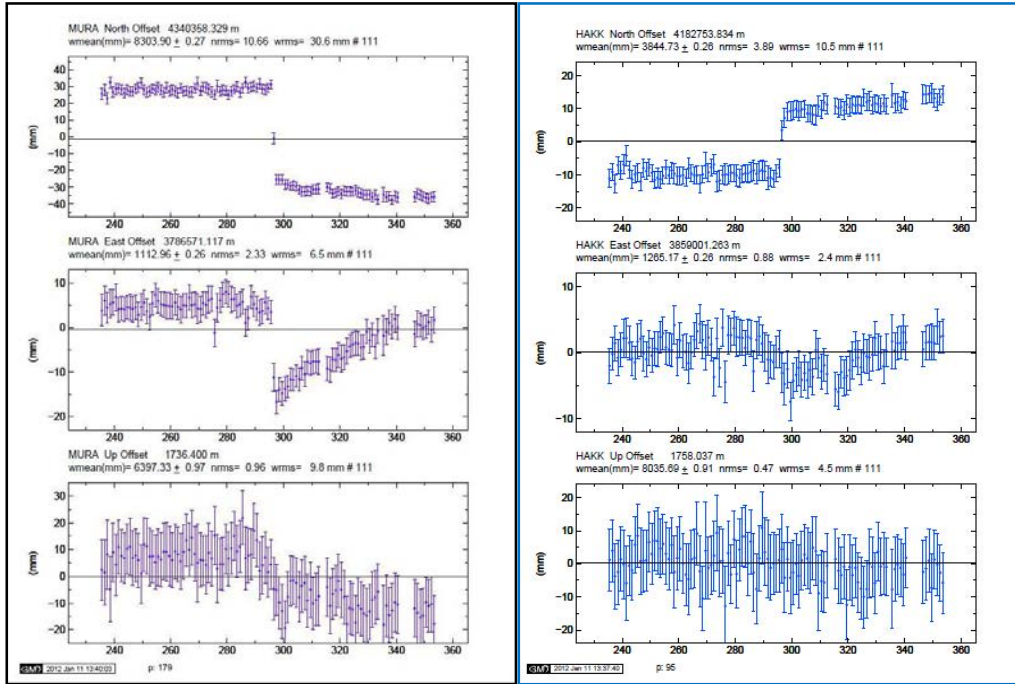 MURA North Offset 4340358.329 m
wmean(mm)= 8303.90 ± 0.27 nrms= 10.66 wrms= 30.6 mm # 111
(mm)
40
30
20
10
0
−10
−20
−30
−40
240 260 280 300 320 340 360
MURA East Offset 3786571.117 m
wmean(mm)= 1112.96 ± 0.26 nrms= 2.33 wrms= 6.5 mm # 111
(mm)
10
0
−10
−20
240 260 280 300 320 340 360
MURA Up Offset 1736.400 m
wmean(mm)= 6397.33 ± 0.97 nrms= 0.96 wrms= 9.8 mm # 111
(mm)
30
20
10
0
−10
−20
240 260 280 300 320 340 360
GMD 2012 Jan 11 13:40:03 p: 179
HAKK North Offset 4182753.834 m
wmean(mm)= 3844.73 ± 0.26 nrms= 3.89 wrms= 10.5 mm # 111
(mm)
20
10
0
−10
−20
240 260 280 300 320 340 360
HAKK East Offset 3859001.263 m
wmean(mm)= 1265.17 ± 0.26 nrms= 0.88 wrms= 2.4 mm # 111
(mm)
10
0
−10
240 260 280 300 320 340 360
HAKK Up Offset 1758.037 m
wmean(mm)= 8035.69 ± 0.91 nrms= 0.47 wrms= 4.5 mm # 111
(mm)
20
10
0
−10
−20
240 260 280 300 320 340 360
GMD 2012 Jan 11 13:37:40 p: 95